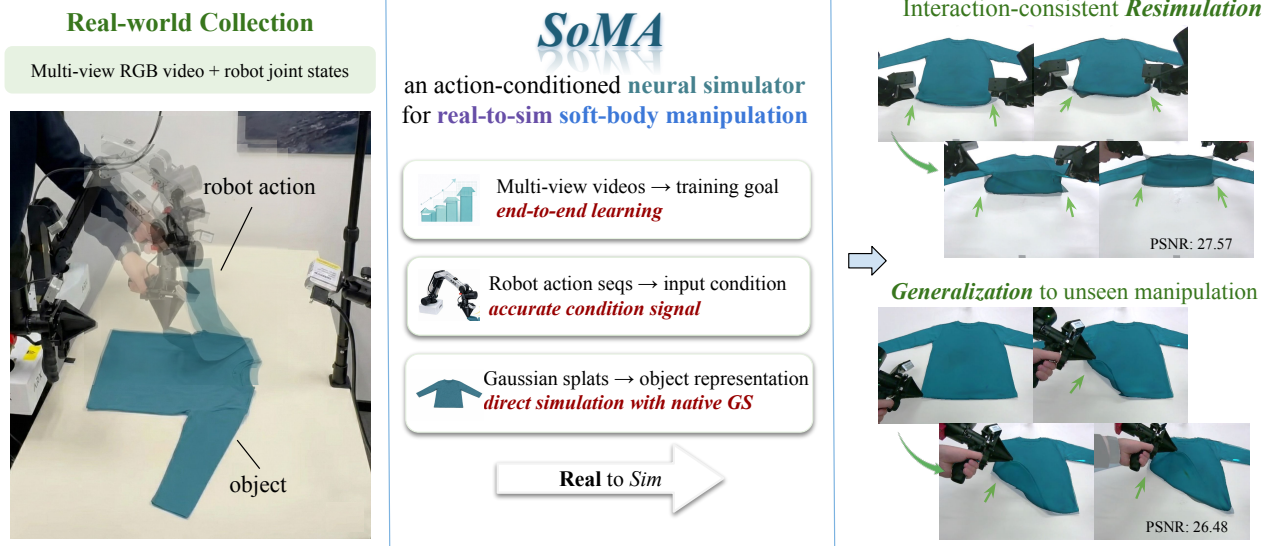 Real-world Collection
Multi-view RGB video + robot joint states
robot action
object
SoMA
an action-conditioned neural simulator
for real-to-sim soft-body manipulation
Multi-view videos → training goal
end-to-end learning
Robot action seqs → input condition
accurate condition signal
Gaussian splats → object representation
direct simulation with native GS
Real to Sim
Interaction-consistent Resimulation
PSNR: 27.57
Generalization to unseen manipulation
PSNR: 26.48